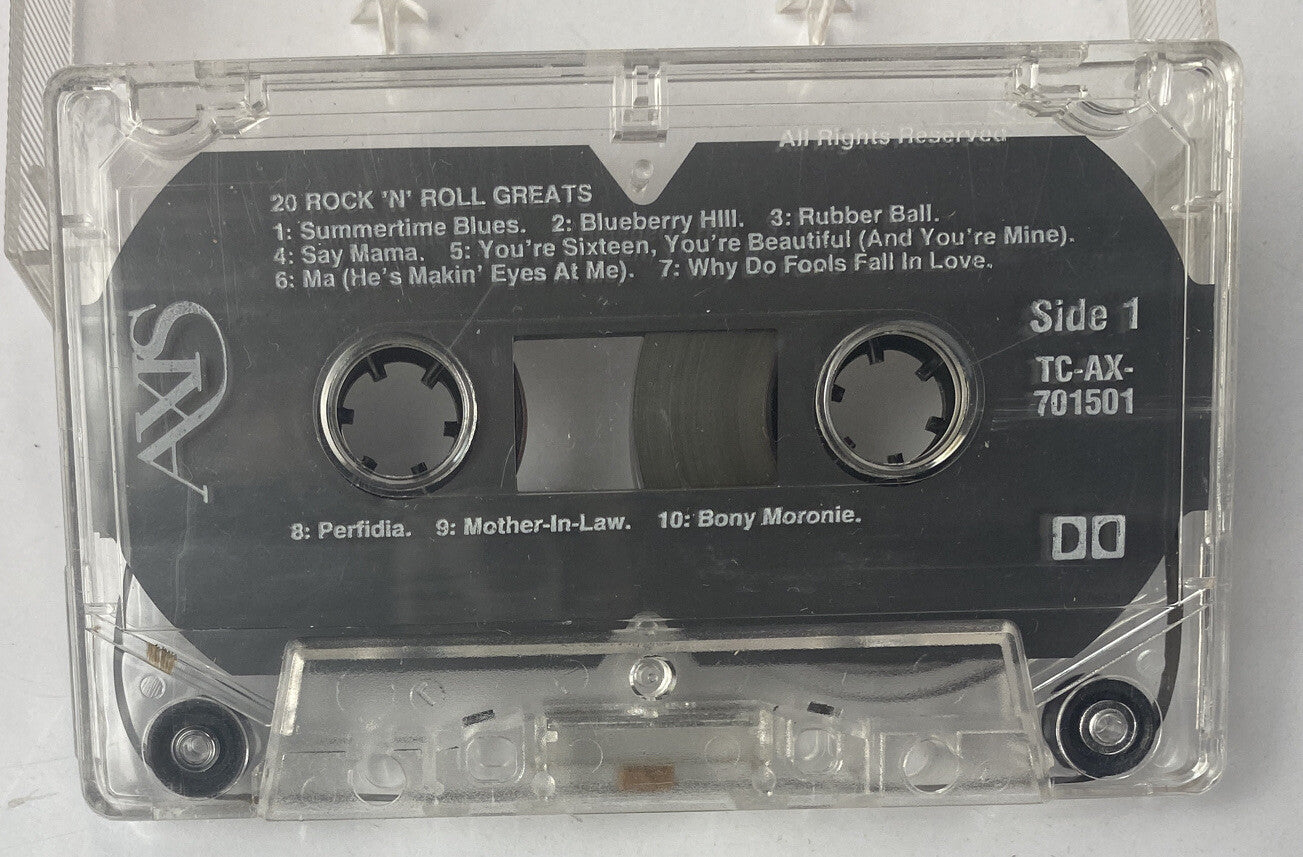 All Rights Reserved
20 ROCK 'N' ROLL GREATS
1: Summertime Blues. 2: Blueberry HIll. 3: Rubber Ball.
4: Say Mama. 5: You're Sixteen, You're Beautiful (And You're Mine).
6: Ma (He's Makin' Eyes At Me). 7: Why Do Fools Fall In Love.
AXIS
Side 1
TC-AX-
701501
8: Perfidia. 9: Mother-In-Law. 10: Bony Moronie.